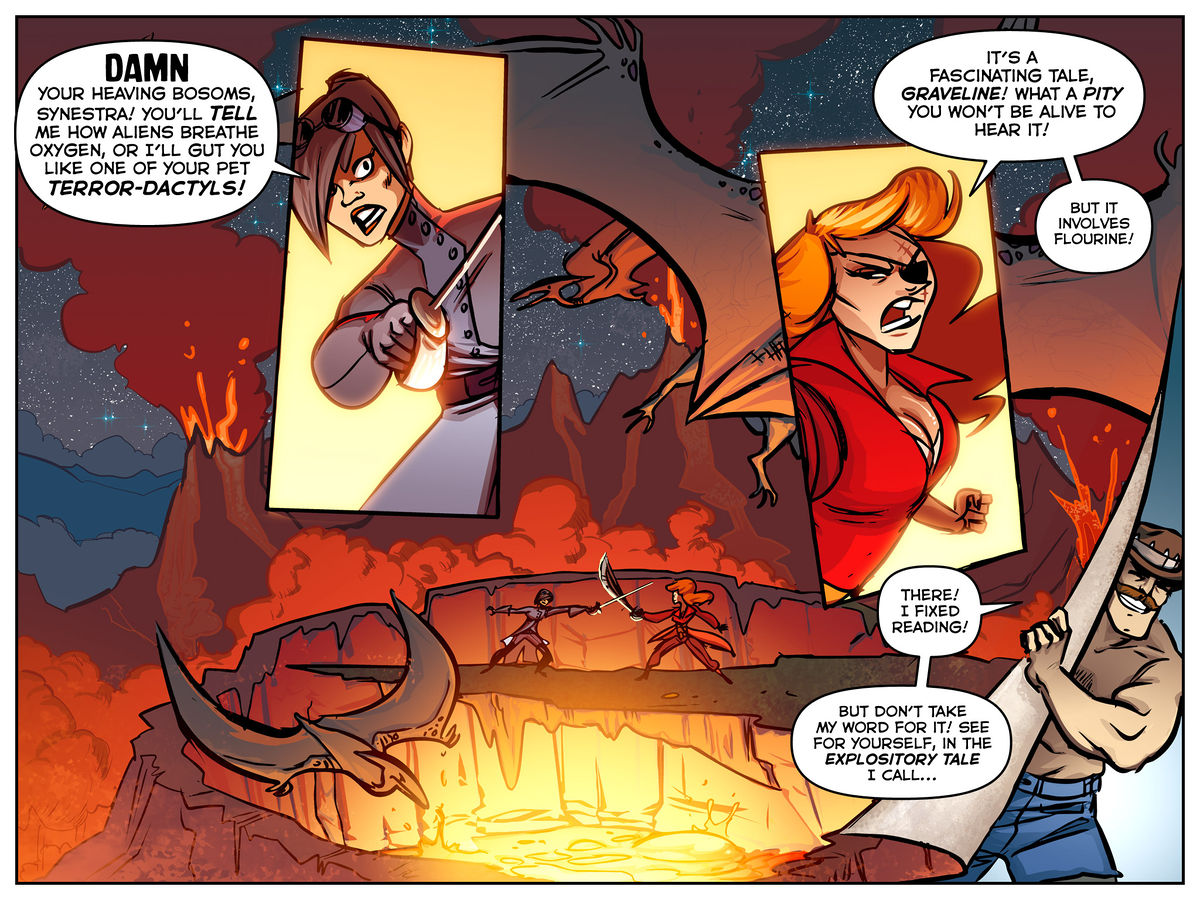 DAMN
YOUR HEAVING BOSOMS,
SYNESTRA! YOU'LL TELL
ME HOW ALIENS BREATHE
OXYGEN, OR I'LL GUT YOU
LIKE ONE OF YOUR PET
TERROR-DACTYLS!
IT'S A
FASCINATING TALE,
GRAVELINE! WHAT A PITY
YOU WON'T BE ALIVE TO
HEAR IT!
BUT IT
INVOLVES
FLOURINE!
THERE!
I FIXED
READING!
BUT DON'T TAKE
MY WORD FOR IT! SEE
FOR YOURSELF, IN THE
EXPLOSITORY TALE
I CALL...